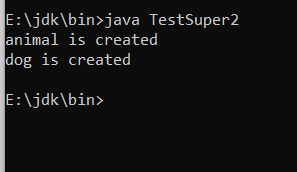 E:\jdk\bin>java TestSuper2
animal is created
dog is created
E:\jdk\bin>